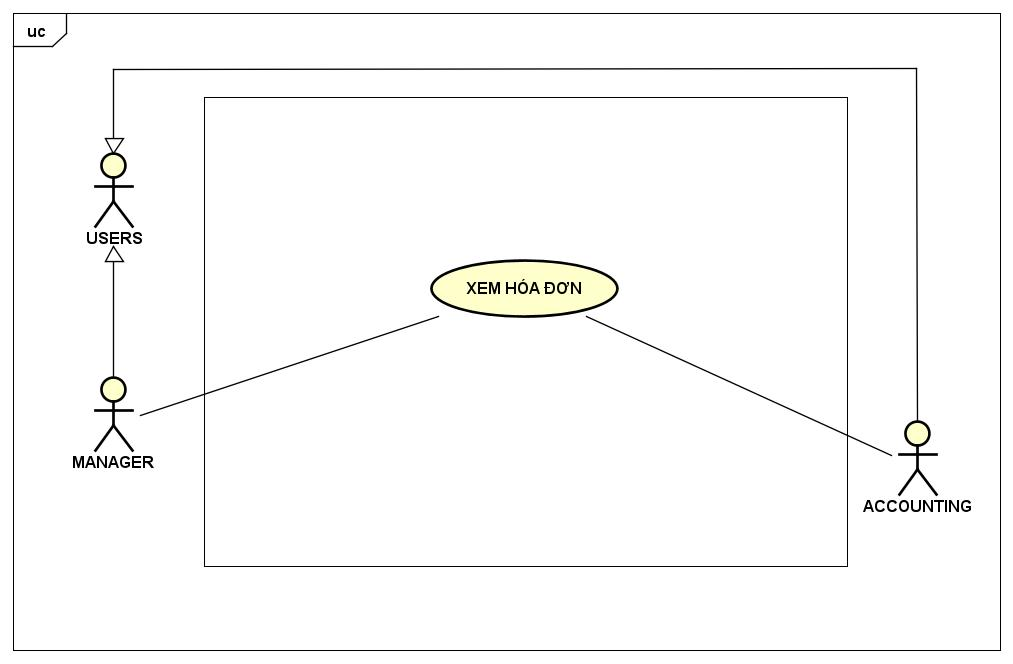 uc
USERS
XEM HÓA ĐƠN
MANAGER
ACCOUNTING